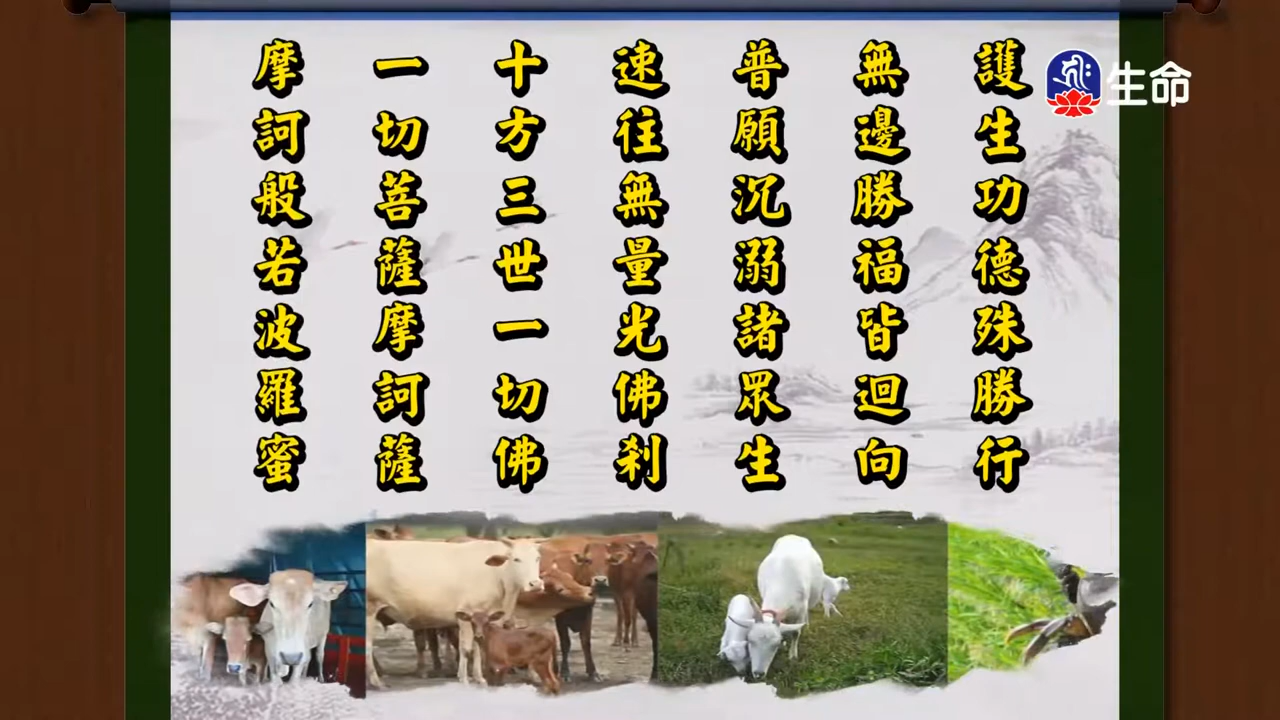 護生功德殊勝行
無邊勝福皆迴向
普願沉溺諸眾生
速往無量光佛刹
十方三世一切佛
一切菩薩摩訶薩
摩訶般若波羅蜜
生命